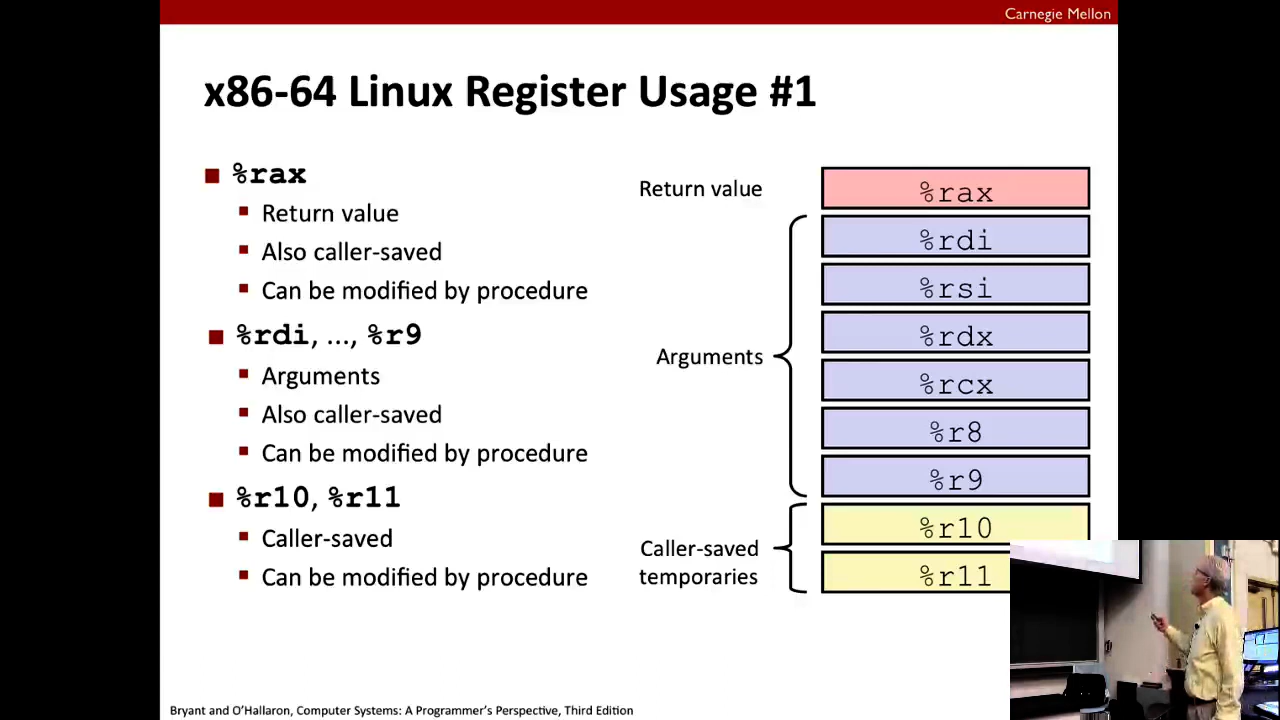 Carnegie Mellon
x86-64 Linux Register Usage #1
%rax
Return value
Also caller-saved
Can be modified by procedure
%rdi, ..., %r9
Arguments
Also caller-saved
Can be modified by procedure
%r10, %r11
Caller-saved
Can be modified by procedure
Return value
Arguments
Caller-saved
temporaries
%rax
%rdi
%rsi
%rdx
%rcx
%r8
%r9
%r10
%r11
Bryant and O'Hallaron, Computer Systems: A Programmer's Perspective, Third Edition